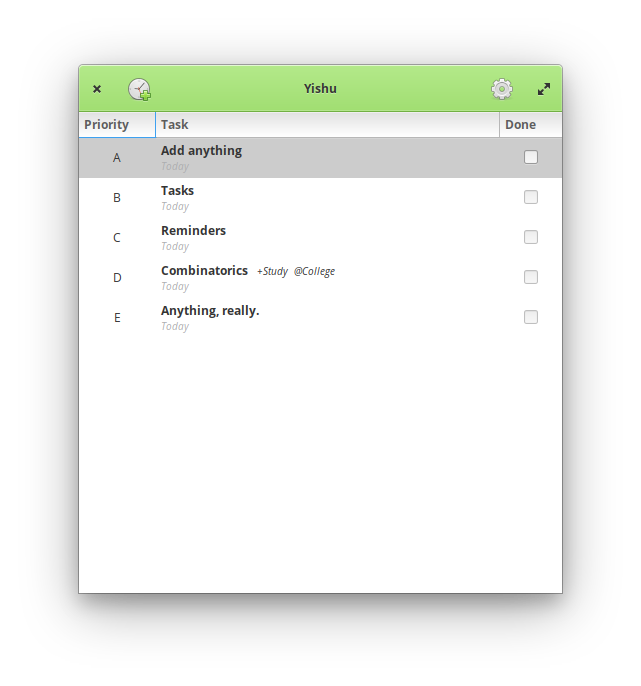 Yishu
Priority Task Done
A Add anything
Today
B Tasks
Today
C Reminders
Today
D Combinatorics +Study @College
Today
E Anything, really.
Today